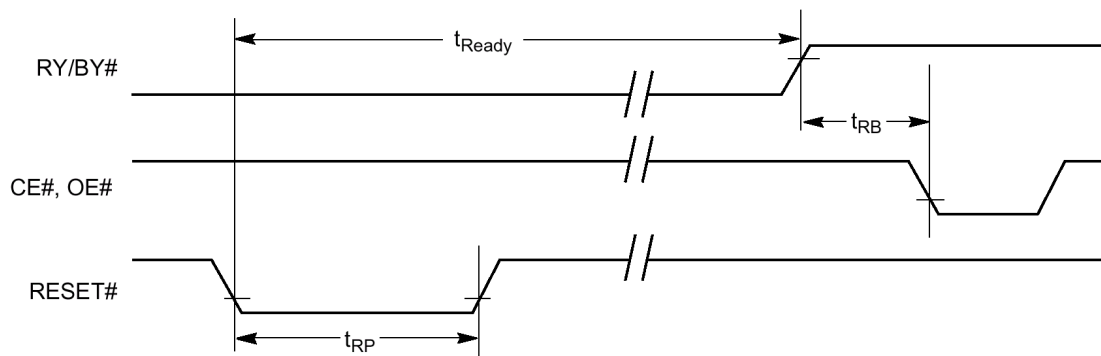 tReady
RY/BY#
tRB
CE#, OE#
RESET#
tRP